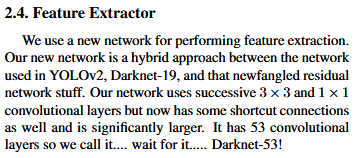 2.4. Feature Extractor
We use a new network for performing feature extraction.
Our new network is a hybrid approach between the network
used in YOLOv2, Darknet-19, and that newfangled residual
network stuff. Our network uses successive 3 × 3 and 1 × 1
convolutional layers but now has some shortcut connections
as well and is significantly larger. It has 53 convolutional
layers so we call it.... wait for it..... Darknet-53!